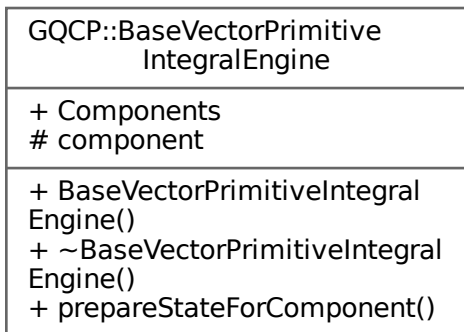 GQCP::BaseVectorPrimitive
IntegralEngine
+ Components
# component
+ BaseVectorPrimitiveIntegral
Engine()
+ ~BaseVectorPrimitiveIntegral
Engine()
+ prepareStateForComponent()